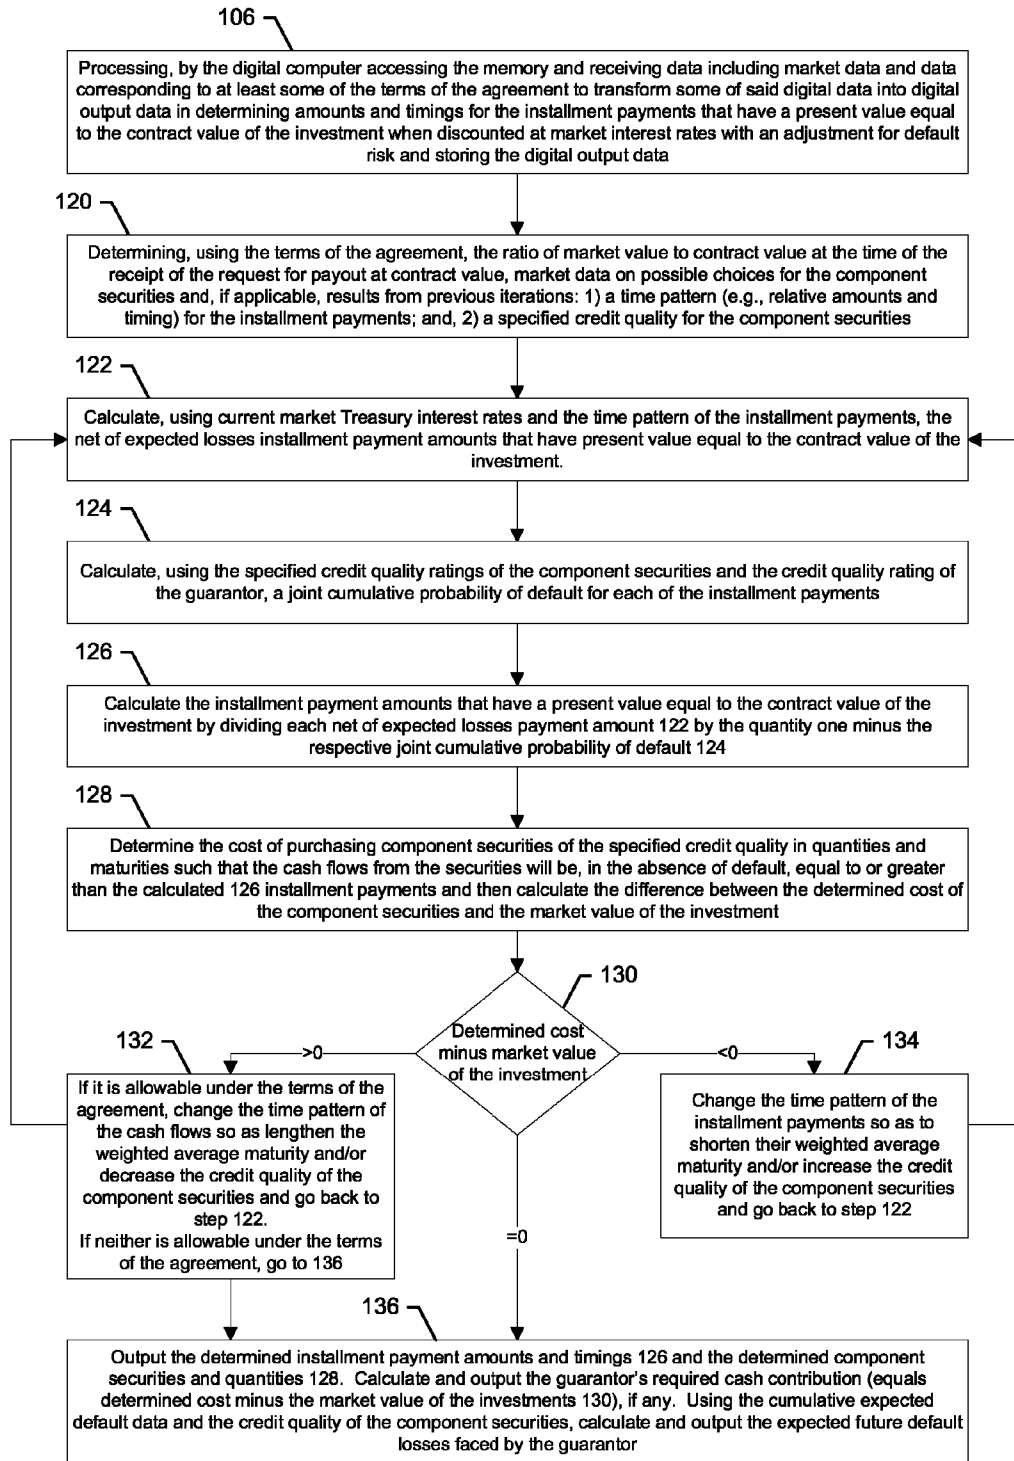 106
Processing, by the digital computer accessing the memory and receiving data including market data and data
corresponding to at least some of the terms of the agreement to transform some of said digital data into digital
output data in determining amounts and timings for the installment payments that have a present value equal
to the contract value of the investment when discounted at market interest rates with an adjustment for default
risk and storing the digital output data
120
Determining, using the terms of the agreement, the ratio of market value to contract value at the time of the
receipt of the request for payout at contract value, market data on possible choices for the component
securities and, if applicable, results from previous iterations: 1) a time pattern (e.g., relative amounts and
timing) for the installment payments; and, 2) a specified credit quality for the component securities
122
Calculate, using current market Treasury interest rates and the time pattern of the installment payments, the
net of expected losses installment payment amounts that have present value equal to the contract value of the
investment.
124
Calculate, using the specified credit quality ratings of the component securities and the credit quality rating of
the guarantor, a joint cumulative probability of default for each of the installment payments
126
Calculate the installment payment amounts that have a present value equal to the contract value of the
investment by dividing each net of expected losses payment amount 122 by the quantity one minus the
respective joint cumulative probability of default 124
128
Determine the cost of purchasing component securities of the specified credit quality in quantities and
maturities such that the cash flows from the securities will be, in the absence of default, equal to or greater
than the calculated 126 installment payments and then calculate the difference between the determined cost of
the component securities and the market value of the investment
130
Determined cost
minus market value
of the investment
>0
<0
=0
132
If it is allowable under the terms of the
agreement, change the time pattern of
the cash flows so as lengthen the
weighted average maturity and/or
decrease the credit quality of the
component securities and go back to
step 122.
If neither is allowable under the terms
of the agreement, go to 136
134
Change the time pattern of the
installment payments so as to
shorten their weighted average
maturity and/or increase the credit
quality of the component securities
and go back to step 122
136
Output the determined installment payment amounts and timings 126 and the determined component
securities and quantities 128.  Calculate and output the guarantor's required cash contribution (equals
determined cost minus the market value of the investments 130), if any.  Using the cumulative expected
default data and the credit quality of the component securities, calculate and output the expected future default
losses faced by the guarantor